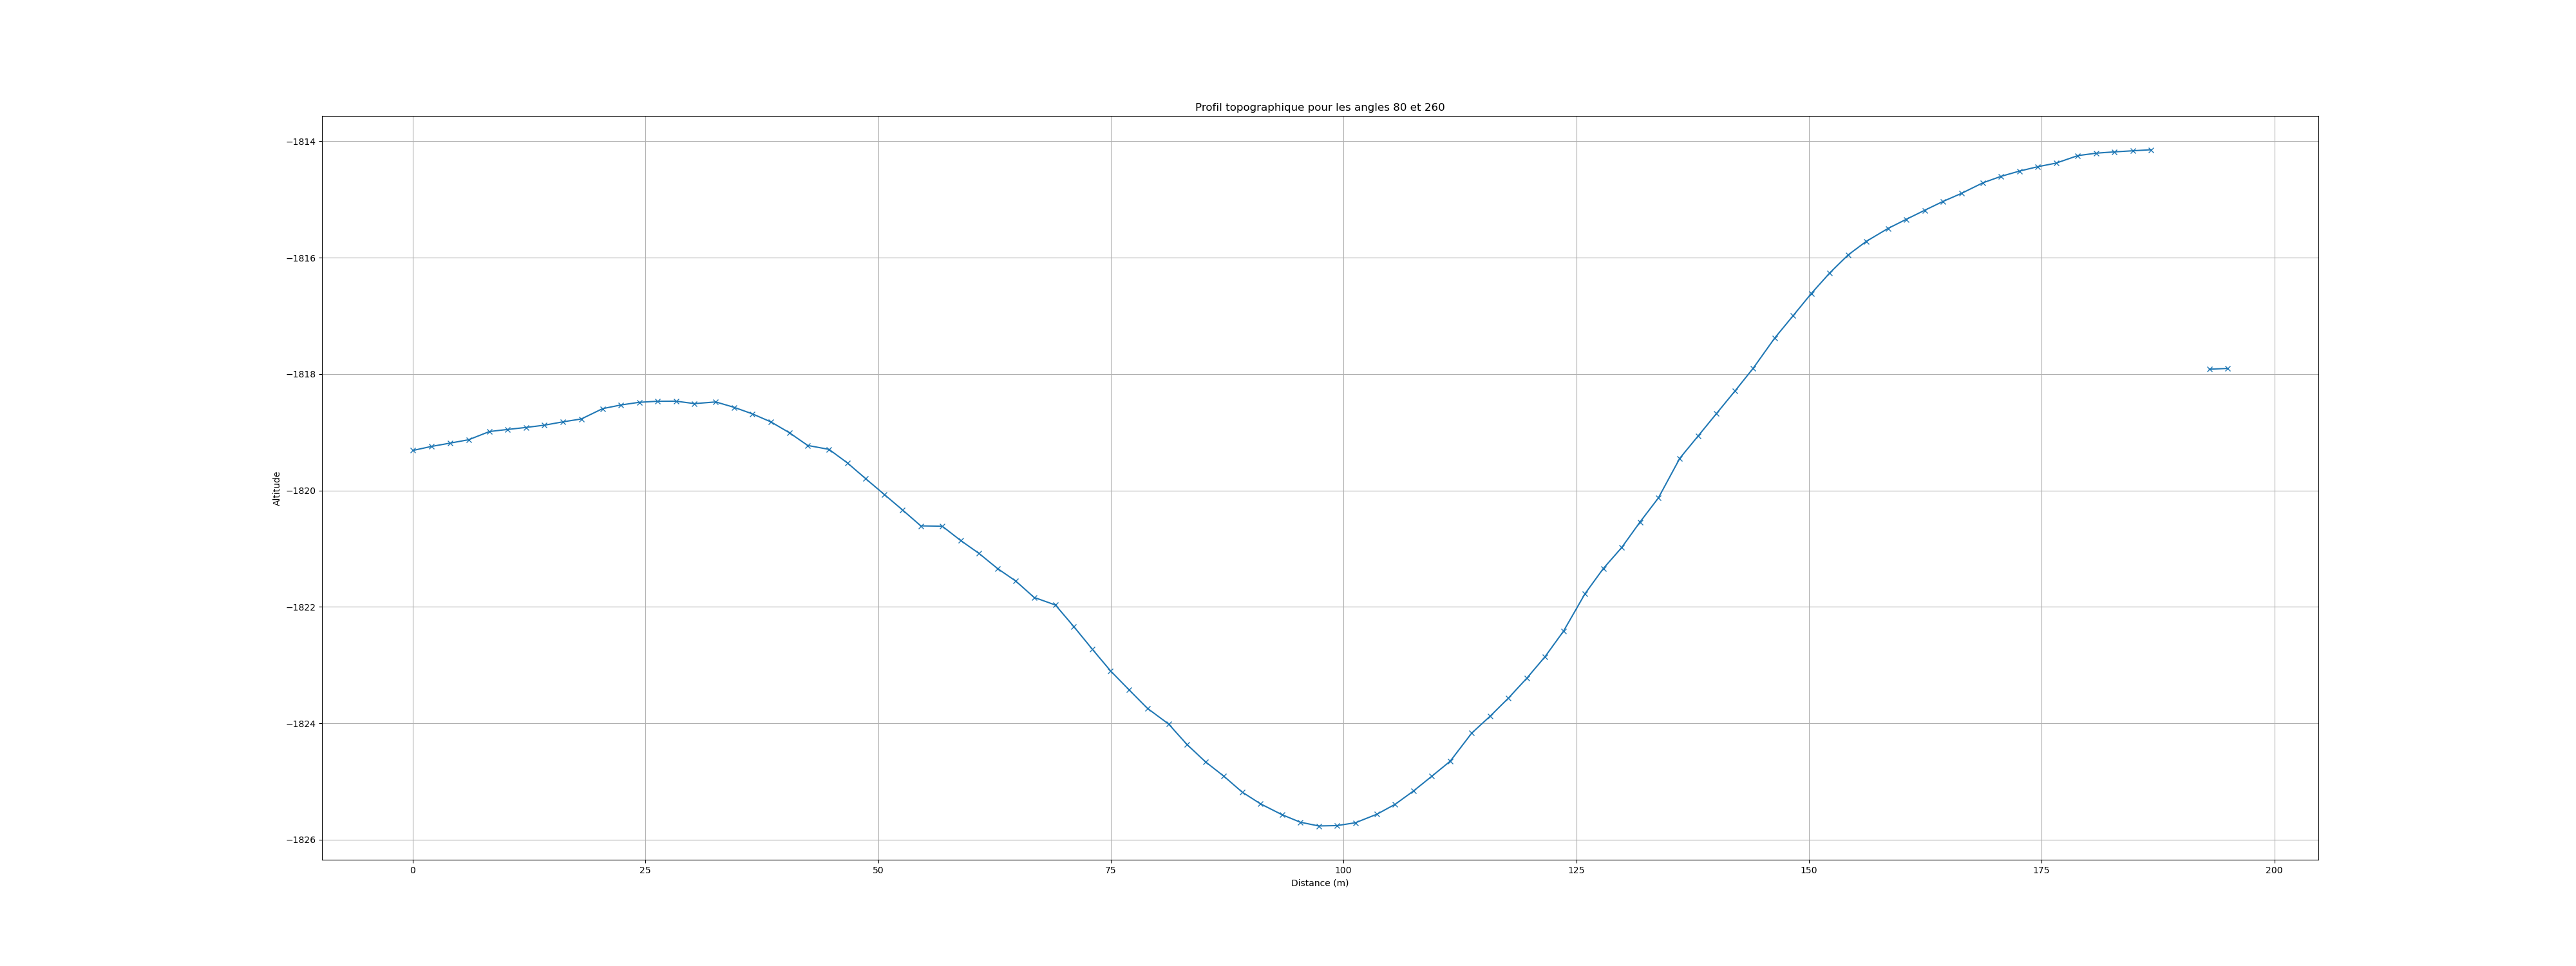 Profil topographique pour les angles 80 et 260
−1814
−1816
−1818
−1820
−1822
−1824
−1826
Altitude
0 25 50 75 100 125 150 175 200
Distance (m)